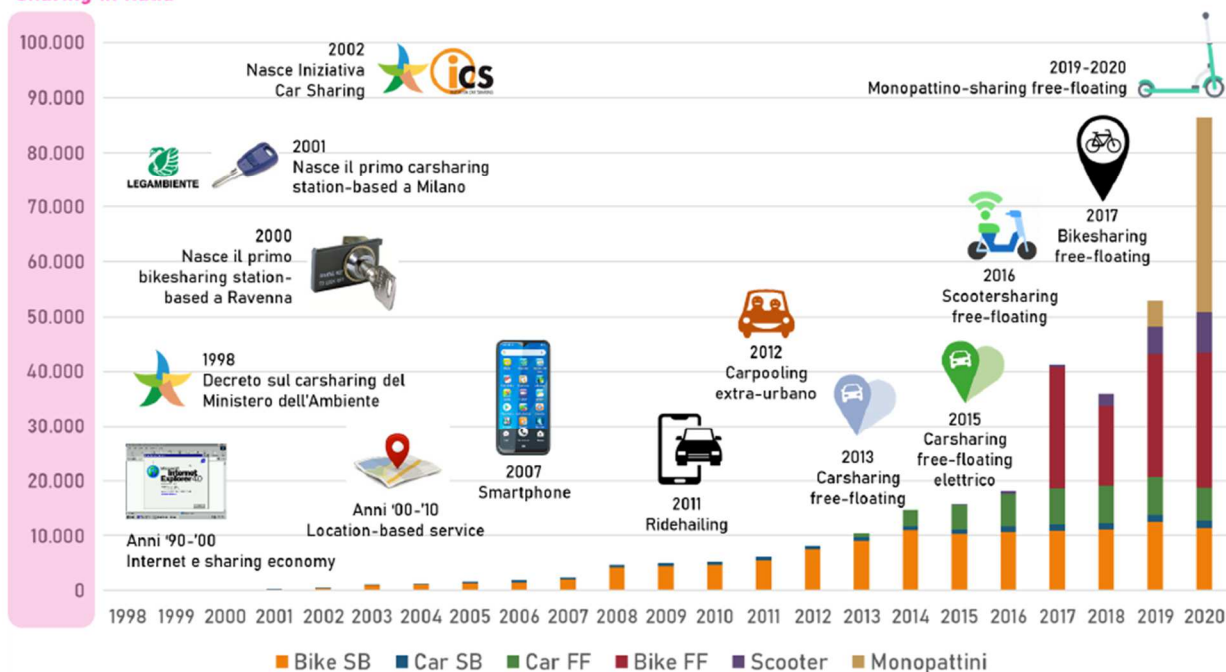 100.000
90.000
80.000
70.000
60.000
50.000
40.000
30.000
20.000
10.000
0
2002
Nasce Iniziativa
Car Sharing
ics
2019-2020
Monopattino-sharing free-floating
LEGAMBIENTE
2001
Nasce il primo carsharing
station-based a Milano
2000
Nasce il primo
bikesharing station-
based a Ravenna
2017
Bikesharing
free-floating
2016
Scootersharing
free-floating
1998
Decreto sul carsharing del
Ministero dell'Ambiente
2012
Carpooling
extra-urbano
2015
Carsharing
free-floating
elettrico
2013
Carsharing
free-floating
2007
Smartphone
2011
Ridehailing
Microsoft
Internet
Explorer 4.0
Anni '00-'10
Location-based service
Anni '90-'00
Internet e sharing economy
1998 1999 2000 2001 2002 2003 2004 2005 2006 2007 2008 2009 2010 2011 2012 2013 2014 2015 2016 2017 2018 2019 2020
Bike SB Car SB Car FF Bike FF Scooter Monopattini